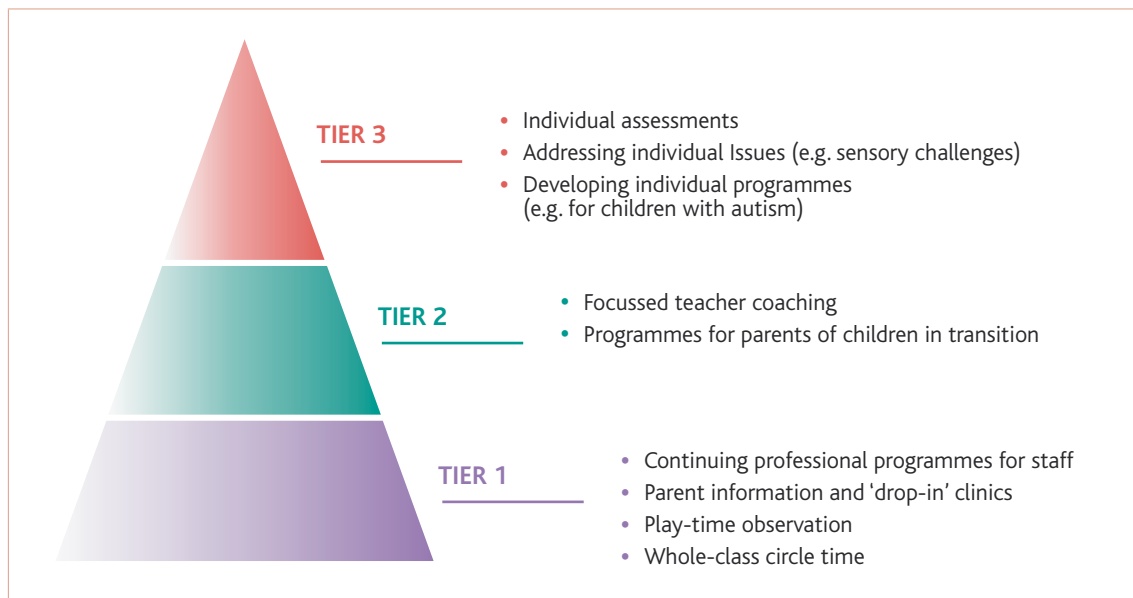 TIER 3
• Individual assessments
• Addressing individual Issues (e.g. sensory challenges)
• Developing individual programmes
(e.g. for children with autism)
TIER 2
• Focussed teacher coaching
• Programmes for parents of children in transition
TIER 1
• Continuing professional programmes for staff
• Parent information and ‘drop-in’ clinics
• Play-time observation
• Whole-class circle time